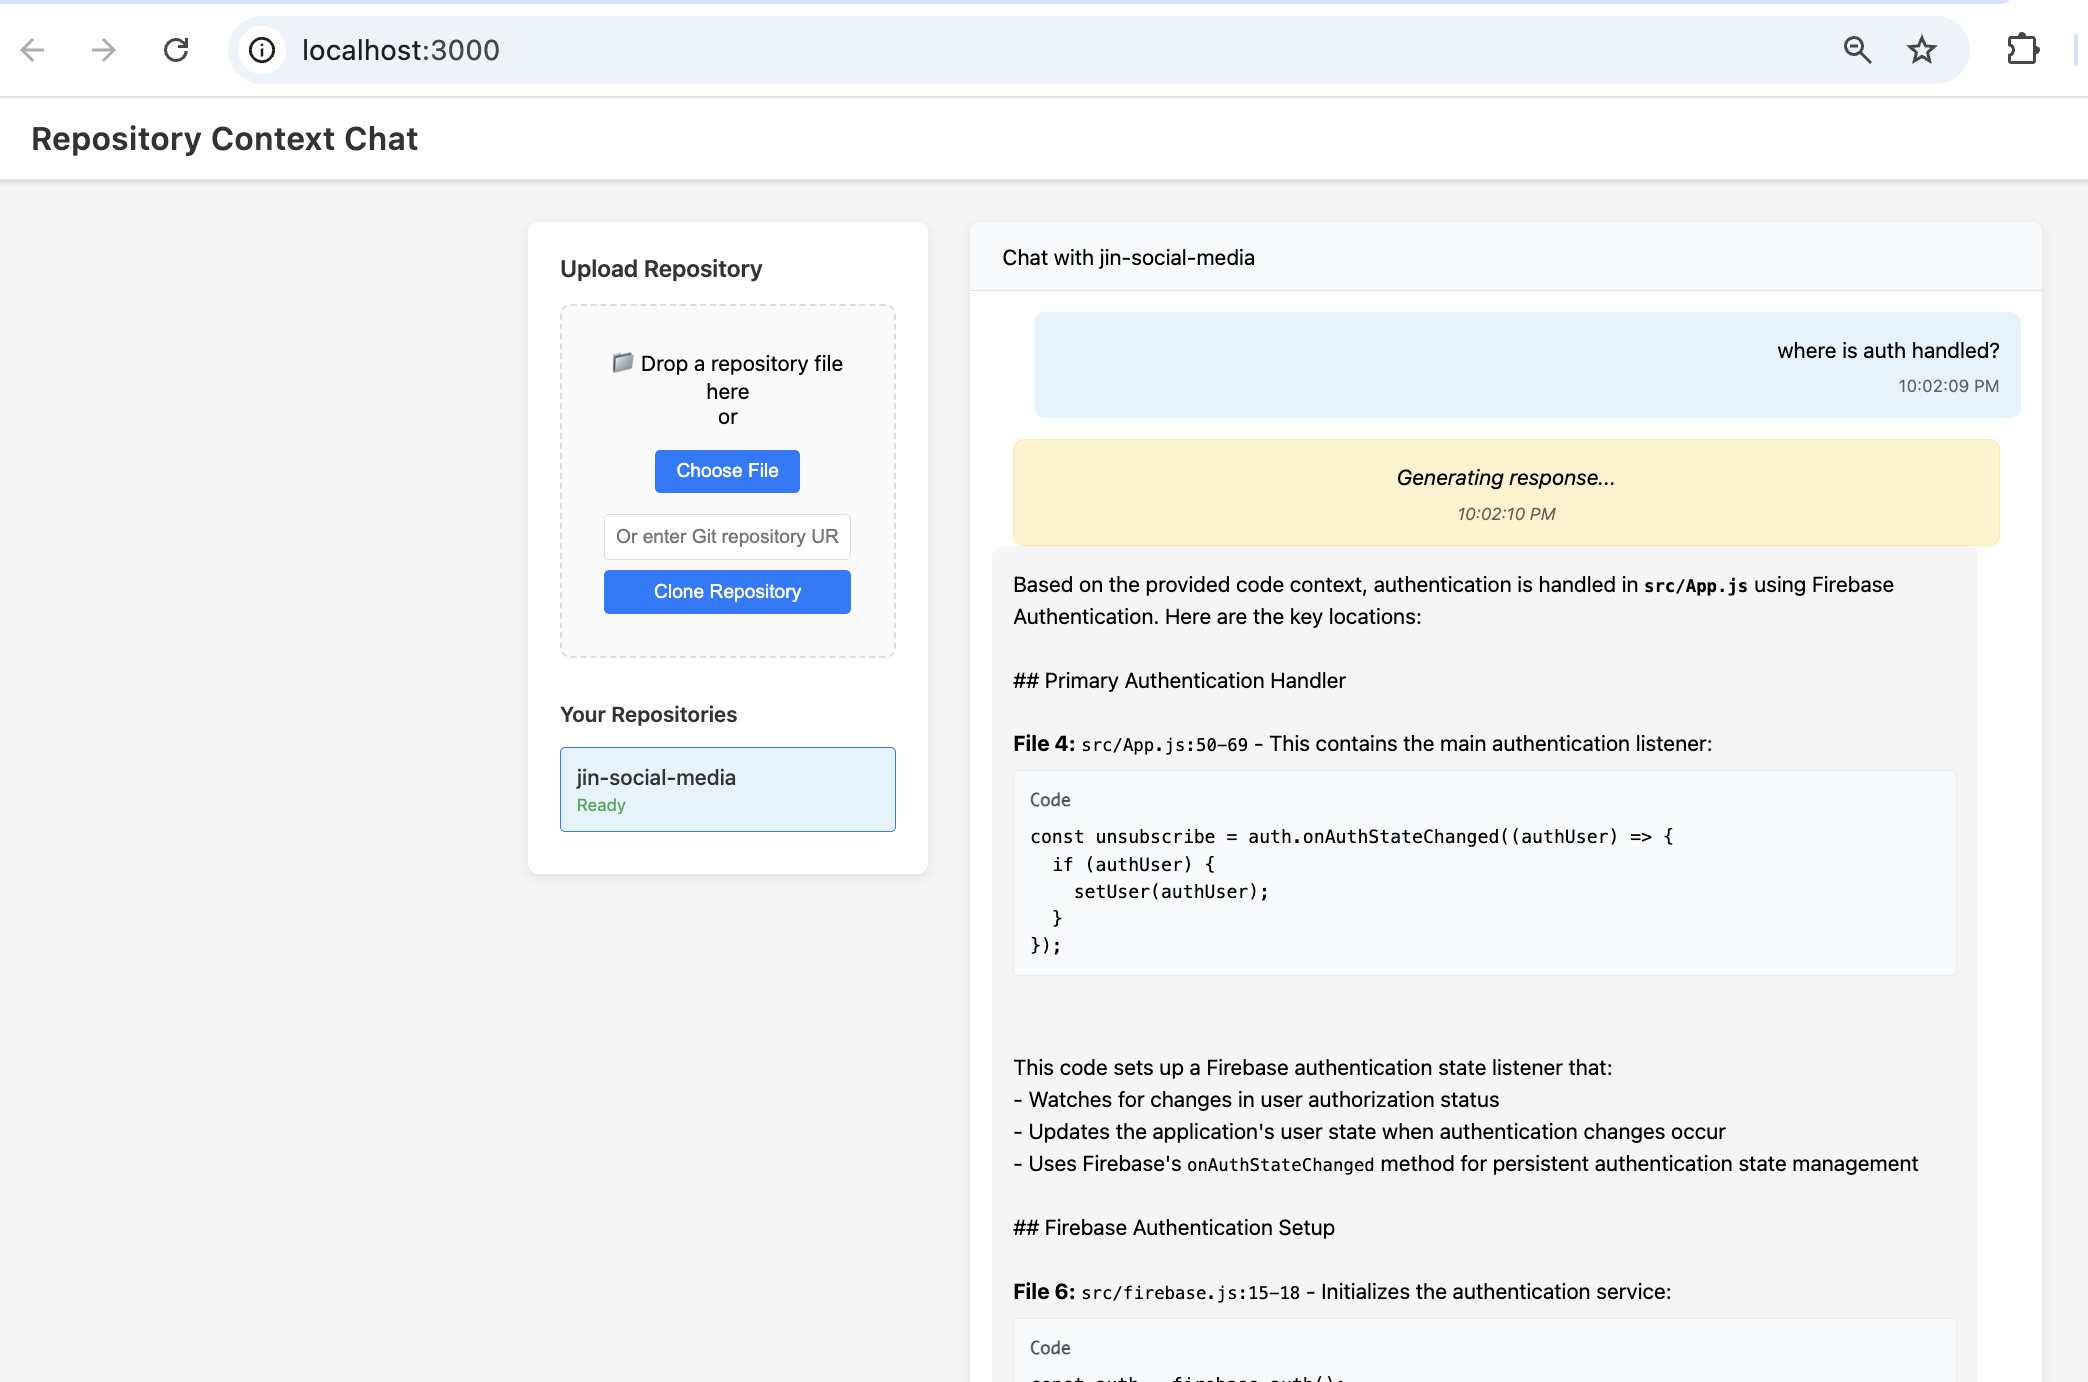 localhost:3000
Repository Context Chat
Upload Repository
📁 Drop a repository file
here
or
Choose File
Or enter Git repository UR
Clone Repository
Your Repositories
jin-social-media
Ready
Chat with jin-social-media
where is auth handled?
10:02:09 PM
Generating response...
10:02:10 PM
Based on the provided code context, authentication is handled in src/App.js using Firebase
Authentication. Here are the key locations:
## Primary Authentication Handler
File 4: src/App.js:50-69 - This contains the main authentication listener:
Code
const unsubscribe = auth.onAuthStateChanged((authUser) => {
  if (authUser) {
    setUser(authUser);
  }
});
This code sets up a Firebase authentication state listener that:
- Watches for changes in user authorization status
- Updates the application's user state when authentication changes occur
- Uses Firebase's onAuthStateChanged method for persistent authentication state management
## Firebase Authentication Setup
File 6: src/firebase.js:15-18 - Initializes the authentication service:
Code
const auth = firebase.auth();